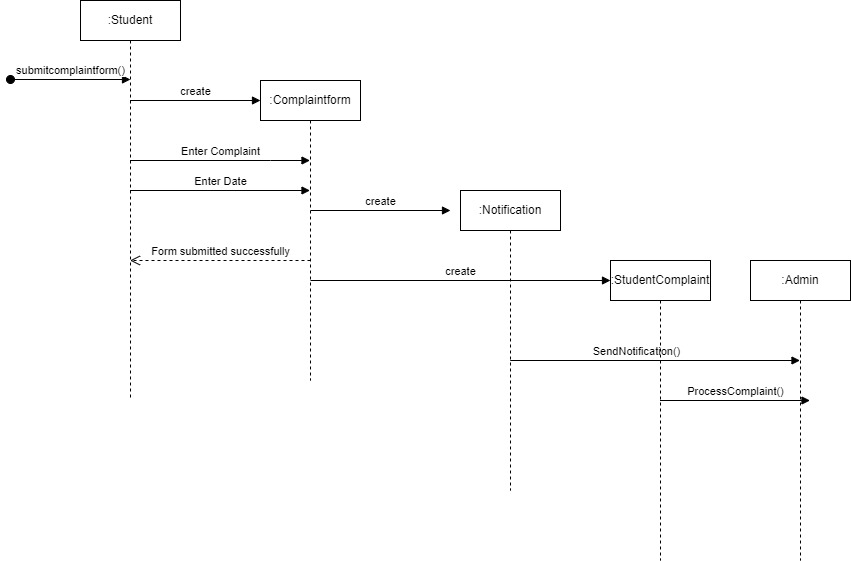 :Student
submitcomplaintform()
create
:Complaintform
Enter Complaint
Enter Date
create
:Notification
Form submitted successfully
create
:StudentComplaint
:Admin
SendNotification()
ProcessComplaint()